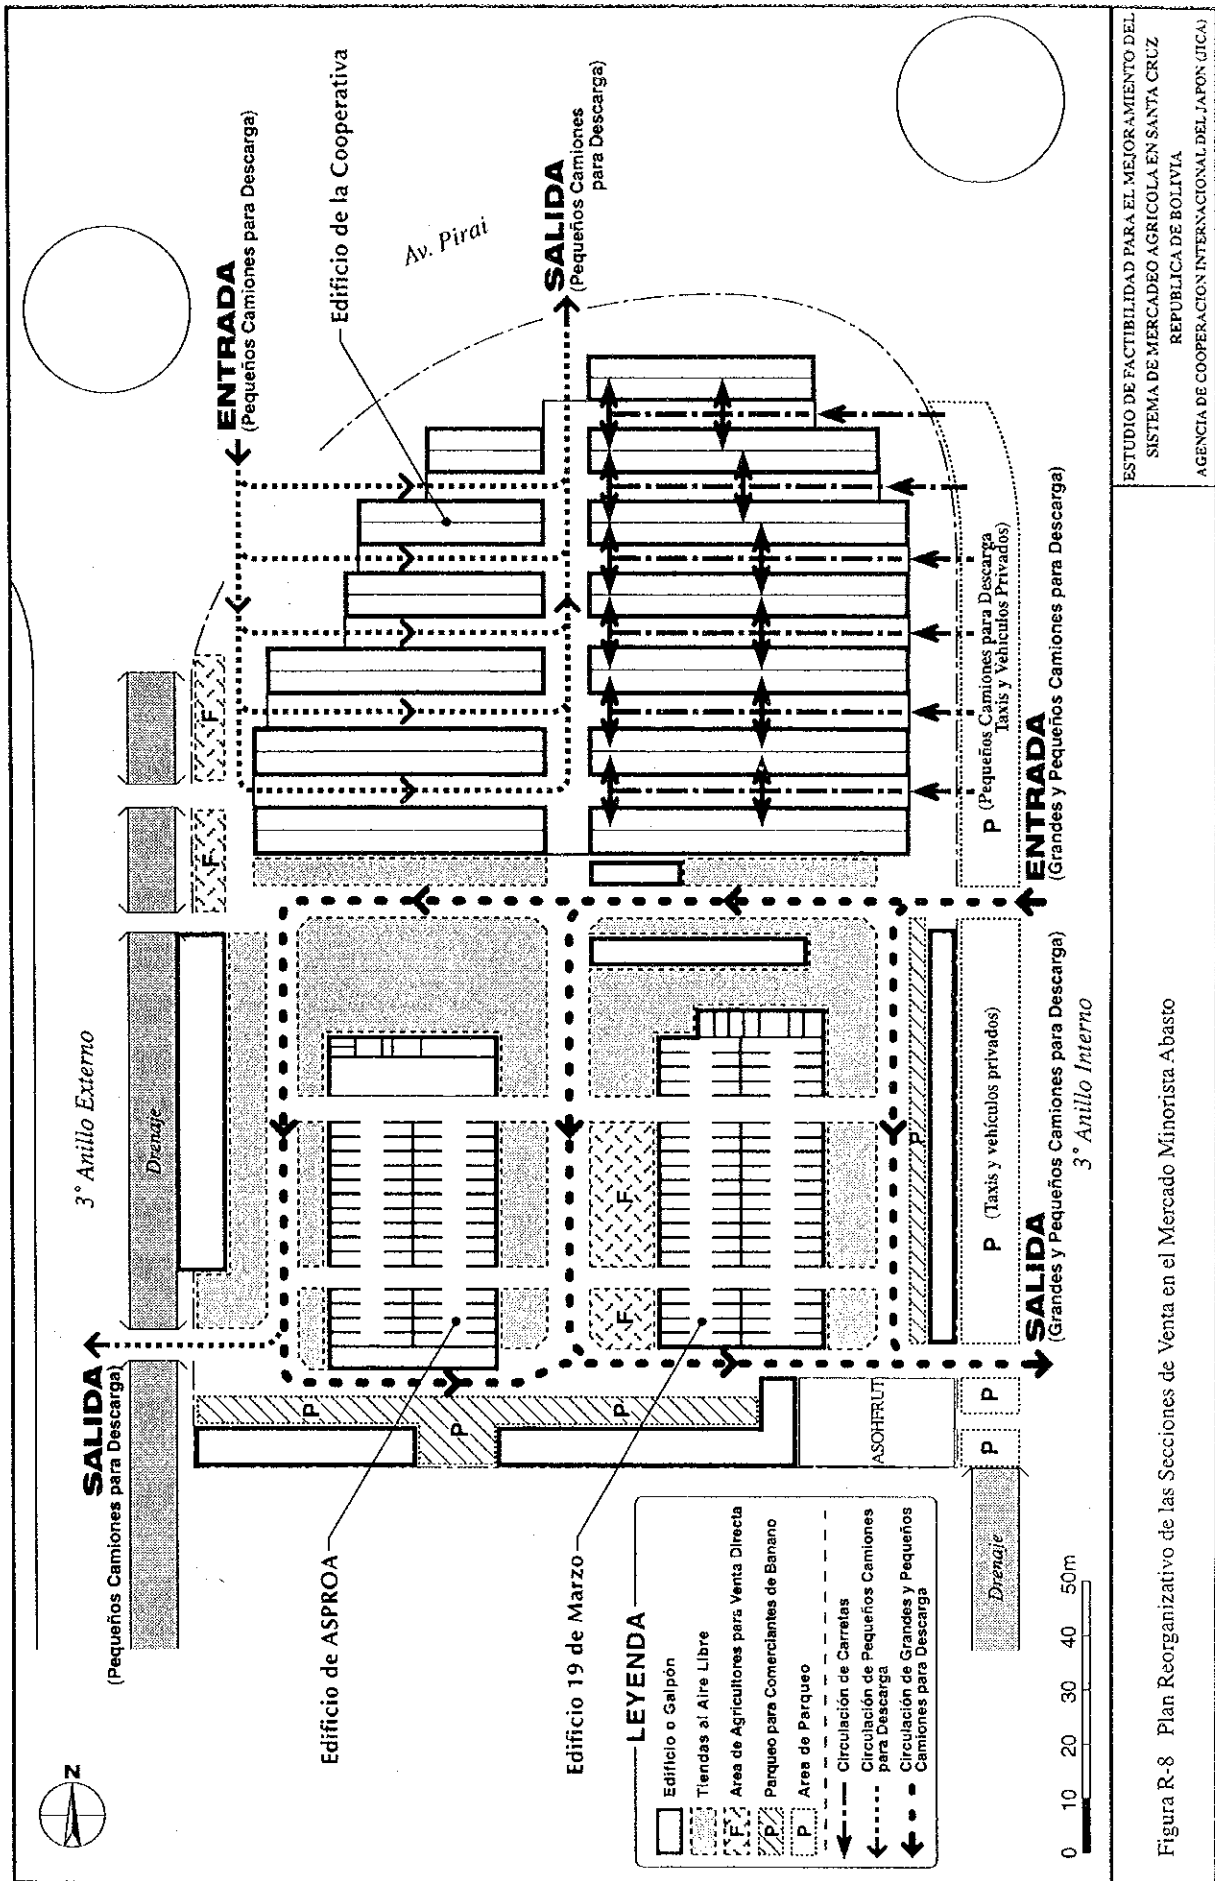 N
3° Anillo Externo
Drenaje
SALIDA
(Pequeños Camiones para Descarga)
ENTRADA
(Pequeños Camiones para Descarga)
Edificio de la Cooperativa
Av. Pirai
SALIDA
(Pequeños Camiones
para Descarga)
F
F
Edificio de ASPROA
Edificio 19 de Marzo
P
P
P
F
F
P
ASOHFRUT
P
P
P (Taxis y vehículos privados)
P (Pequeños Camiones para Descarga
Taxis y Vehículos Privados)
Drenaje
SALIDA
(Grandes y Pequeños Camiones para Descarga)
3° Anillo Interno
ENTRADA
(Grandes y Pequeños Camiones para Descarga)
LEYENDA
Edificio o Galpón
Tiendas al Aire Libre
F Area de Agricultores para Venta Directa
P Parqueo para Comerciantes de Banano
P Area de Parqueo
Circulación de Carretas
Circulación de Pequeños Camiones
para Descarga
Circulación de Grandes y Pequeños
Camiones para Descarga
0 10 20 30 40 50m
Figura R-8 Plan Reorganizativo de las Secciones de Venta en el Mercado Minorista Abasto
ESTUDIO DE FACTIBILIDAD PARA EL MEJORAMIENTO DEL
SISTEMA DE MERCADEO AGRICOLA EN SANTA CRUZ
REPUBLICA DE BOLIVIA
AGENCIA DE COOPERACION INTERNACIONAL DEL JAPON (JICA)